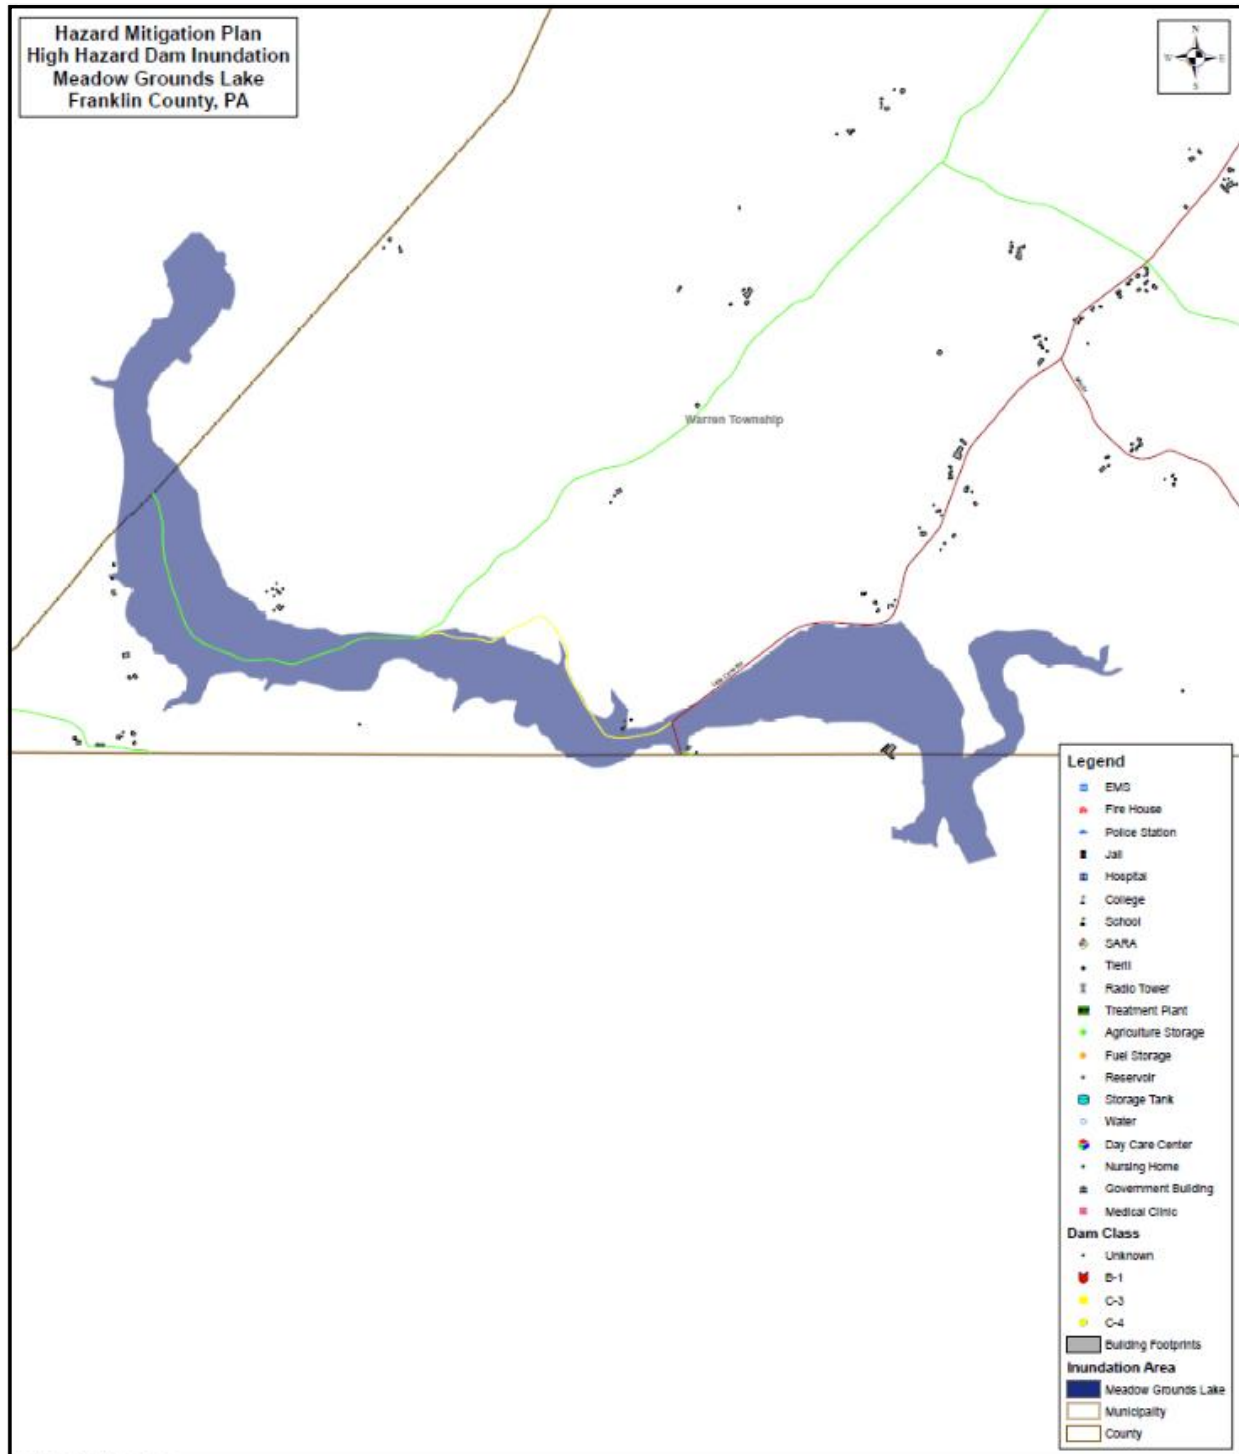 Hazard Mitigation Plan
High Hazard Dam Inundation
Meadow Grounds Lake
Franklin County, PA
N
W
E
S
Warren Township
Legend
EMS
Fire House
Police Station
Jail
Hospital
College
School
SARA
TierII
Radio Tower
Treatment Plant
Agriculture Storage
Fuel Storage
Reservoir
Storage Tank
Water
Day Care Center
Nursing Home
Government Building
Medical Clinic
Dam Class
Unknown
B-1
C-3
C-4
Building Footprints
Inundation Area
Meadow Grounds Lake
Municipality
County